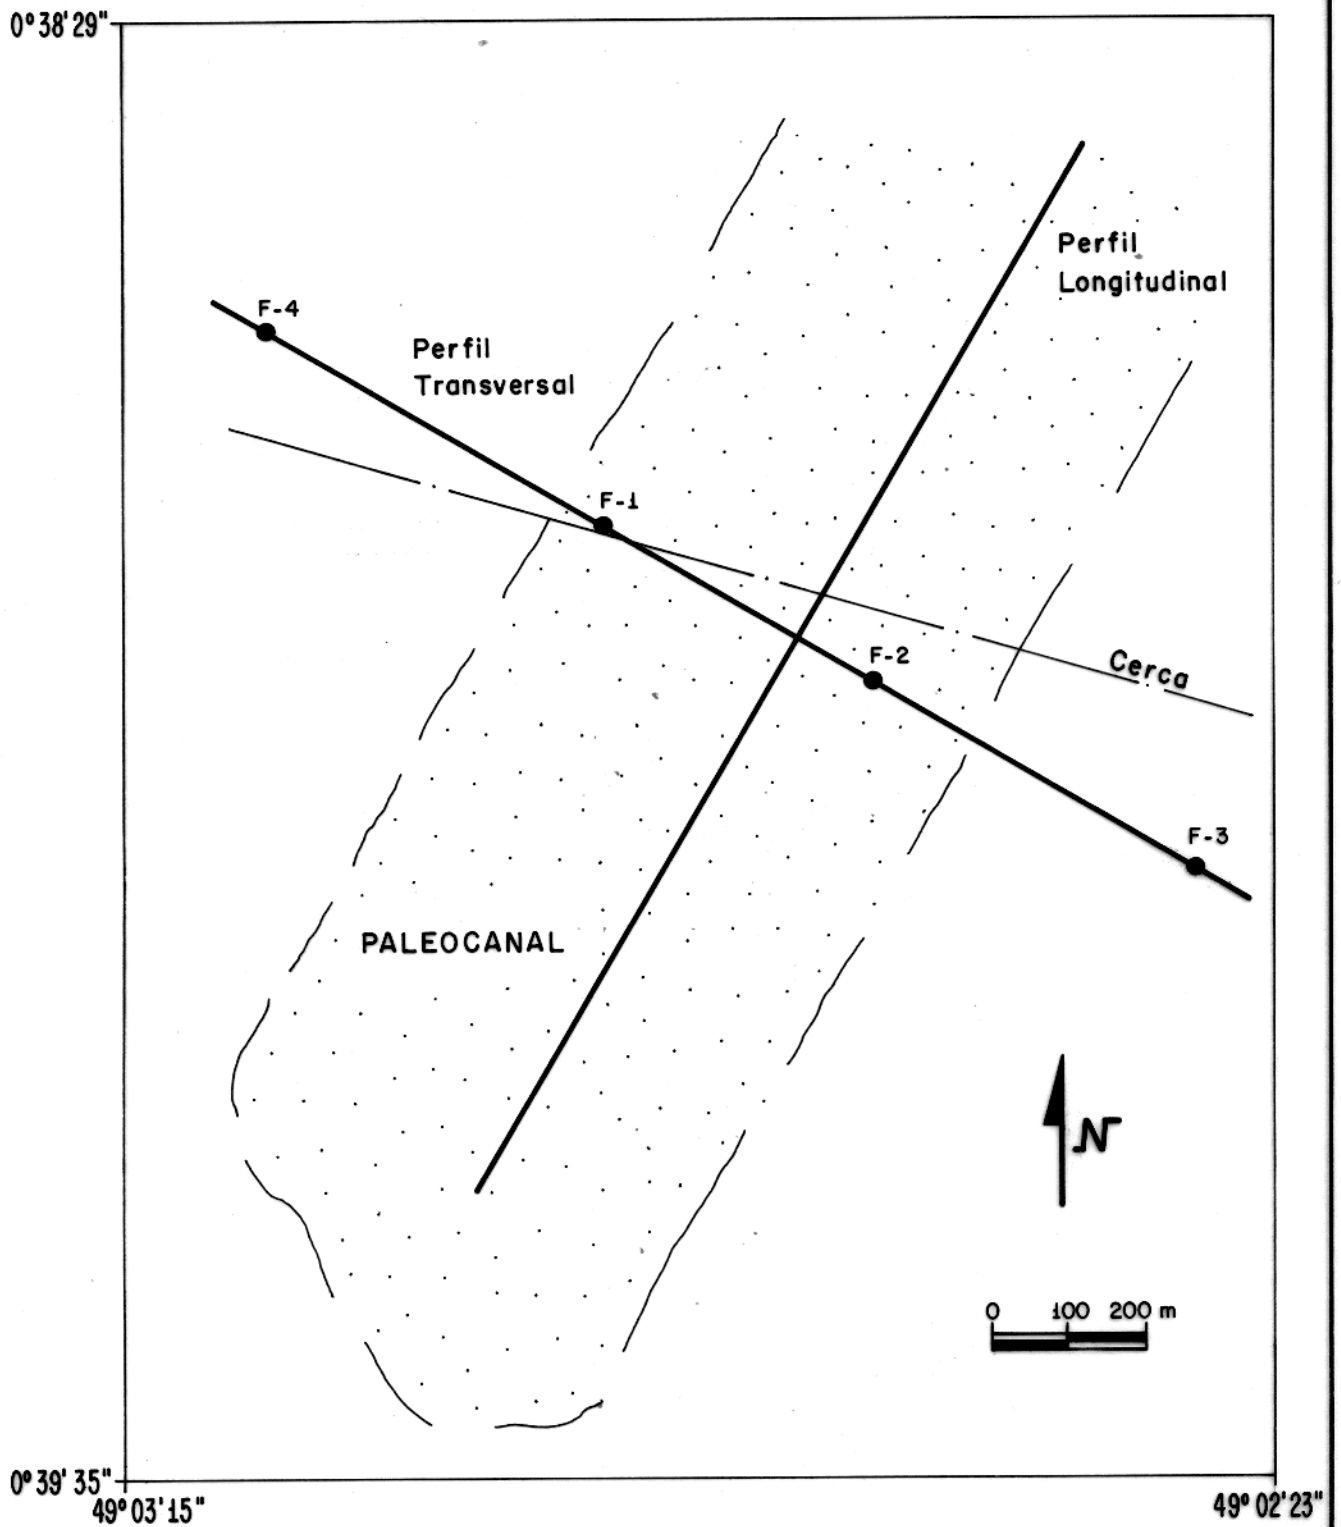 0°38'29"
Perfil
Longitudinal
F-4
Perfil
Transversal
F-1
F-2
Cerca
F-3
PALEOCANAL
N
0 100 200 m
0°39'35"
49°03'15"
49°02'23"